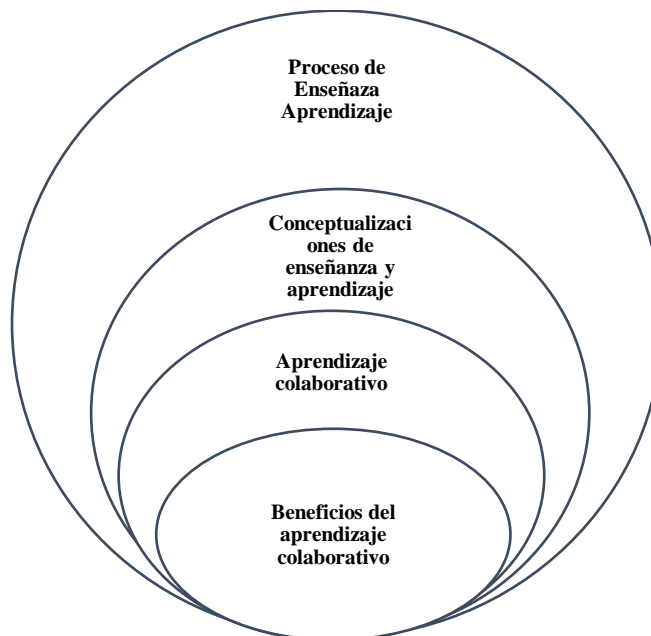 Proceso de
Enseñaza
Aprendizaje
Conceptualizaci
ones de
enseñanza y
aprendizaje
Aprendizaje
colaborativo
Beneficios del
aprendizaje
colaborativo